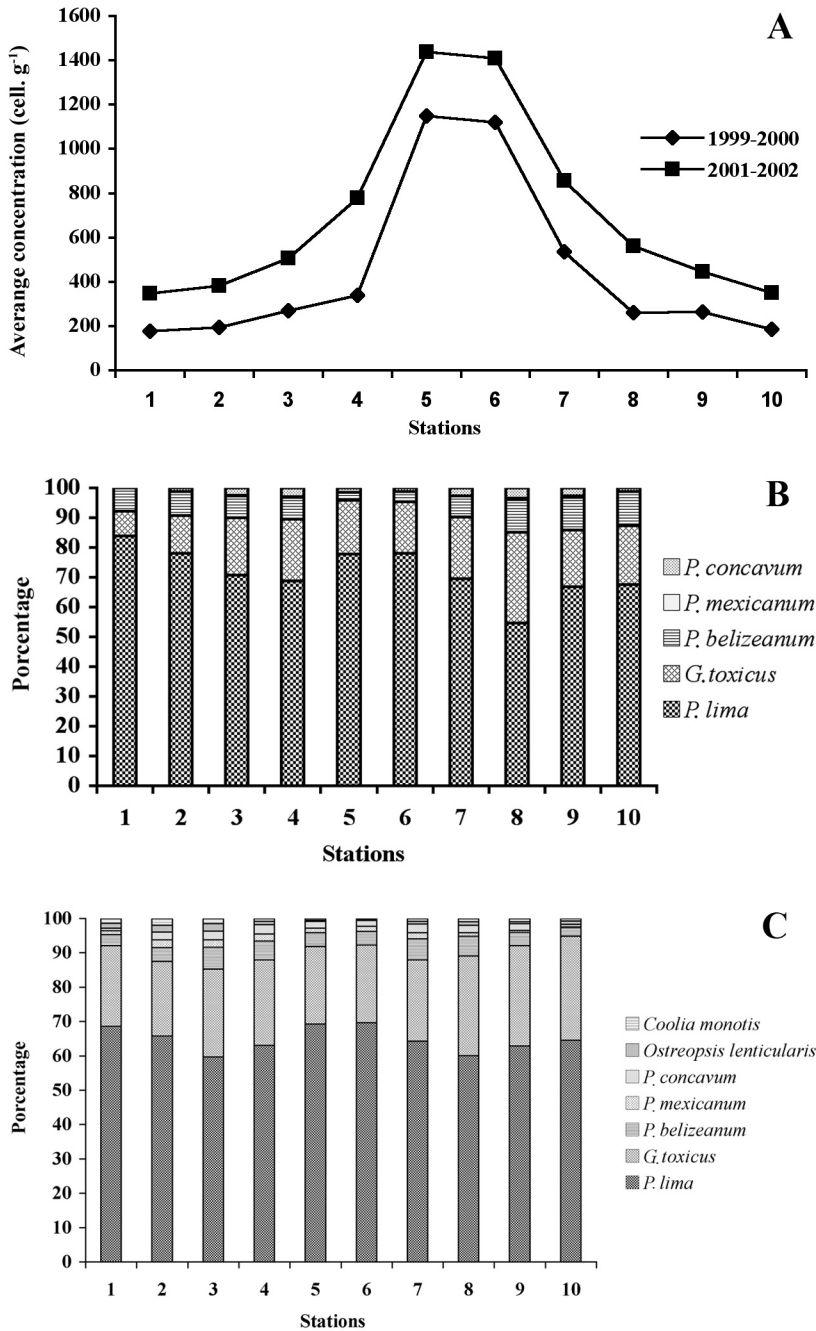 A
1600
1400
1200
1000
800
600
400
200
0
Averange concentration (cell. g-1)
1999-2000
2001-2002
1 2 3 4 5 6 7 8 9 10
Stations
B
100
90
80
70
60
50
40
30
20
10
0
Porcentage
P. concavum
P. mexicanum
P. belizeanum
G. toxicus
P. lima
1 2 3 4 5 6 7 8 9 10
Stations
C
100
90
80
70
60
50
40
30
20
10
0
Porcentage
Coolia monotis
Ostreopsis lenticularis
P. concavum
P. mexicanum
P. belizeanum
G. toxicus
P. lima
1 2 3 4 5 6 7 8 9 10
Stations